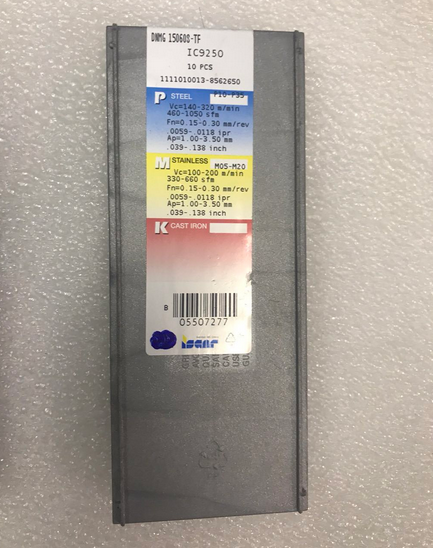 DNMG 150608-TF
IC9250
10 PCS
1111010013-8562650
P STEEL P10-P35
Vc=140-320 m/min
460-1050 sfm
Fn=0.15-0.30 mm/rev
.0059-.0118 ipr
Ap=1.00-3.50 mm
.039-.138 inch
M STAINLESS M05-M20
Vc=100-200 m/min
330-660 sfm
Fn=0.15-0.30 mm/rev
.0059-.0118 ipr
Ap=1.00-3.50 mm
.039-.138 inch
K CAST IRON
B
05507277
iscar